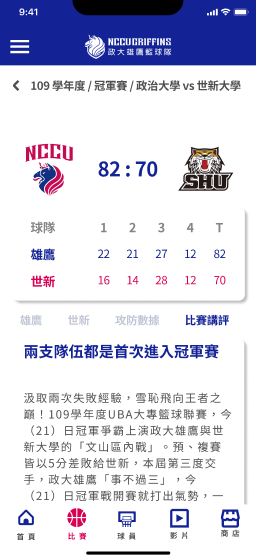 9:41
NCCU GRIFFINS
政大雄鷹籃球隊
109 學年度 / 冠軍賽 / 政治大學 vs 世新大學
NCCU
82 : 70
SHU
球隊 1 2 3 4 T
雄鷹 22 21 27 12 82
世新 16 14 28 12 70
雄鷹 世新 攻防數據 比賽講評
兩支隊伍都是首次進入冠軍賽
汲取兩次失敗經驗，雪恥飛向王者之
巔！109學年度UBA大專籃球聯賽，今
（21）日冠軍爭霸上演政大雄鷹與世
新大學的「文山區內戰」。預、複賽
皆以5分差敗給世新，本屆第三度交
手，政大雄鷹「事不過三」，今
（21）日冠軍戰開賽就打出氣勢，一
首頁 比賽 球員 影片 商店